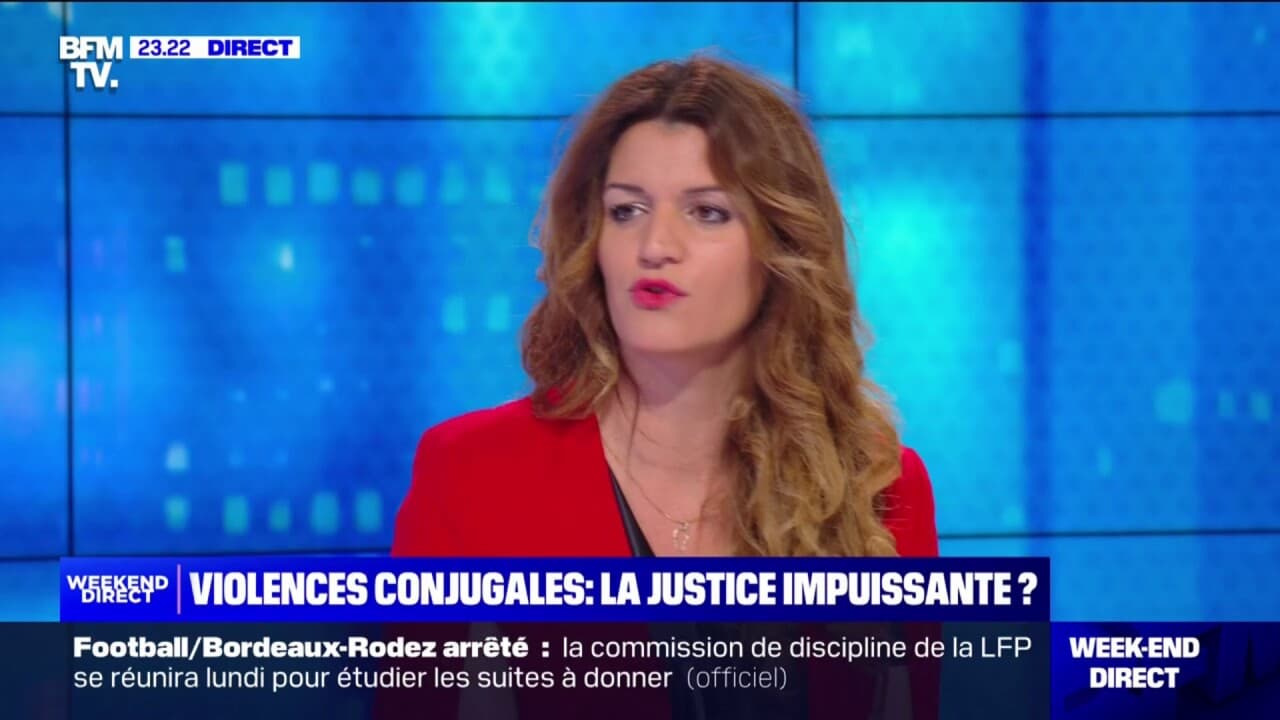 BFM
TV.
23.22 DIRECT
WEEKEND
DIRECT
VIOLENCES CONJUGALES: LA JUSTICE IMPUISSANTE ?
Football/Bordeaux-Rodez arrêté : la commission de discipline de la LFP
se réunira lundi pour étudier les suites à donner (officiel)
WEEK-END
DIRECT